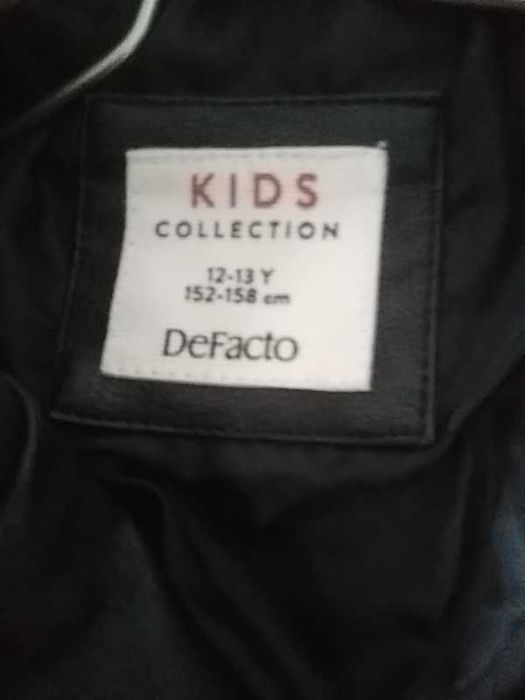 KIDS
COLLECTION
12-13 Y
152-158 cm
DeFacto